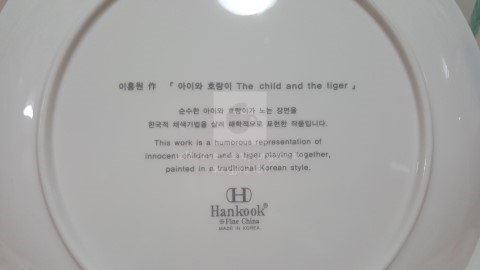 이홍원 作 「 아이와 호랑이 The child and the tiger 」
순수한 아이와 호랑이가 노는 장면을
한국적 채색기법을 살려 해학적으로 표현한 작품입니다.
This work is a humorous representation of
innocent children and a tiger playing together,
painted in a traditional Korean style.
Hankook®
Fine China
MADE IN KOREA